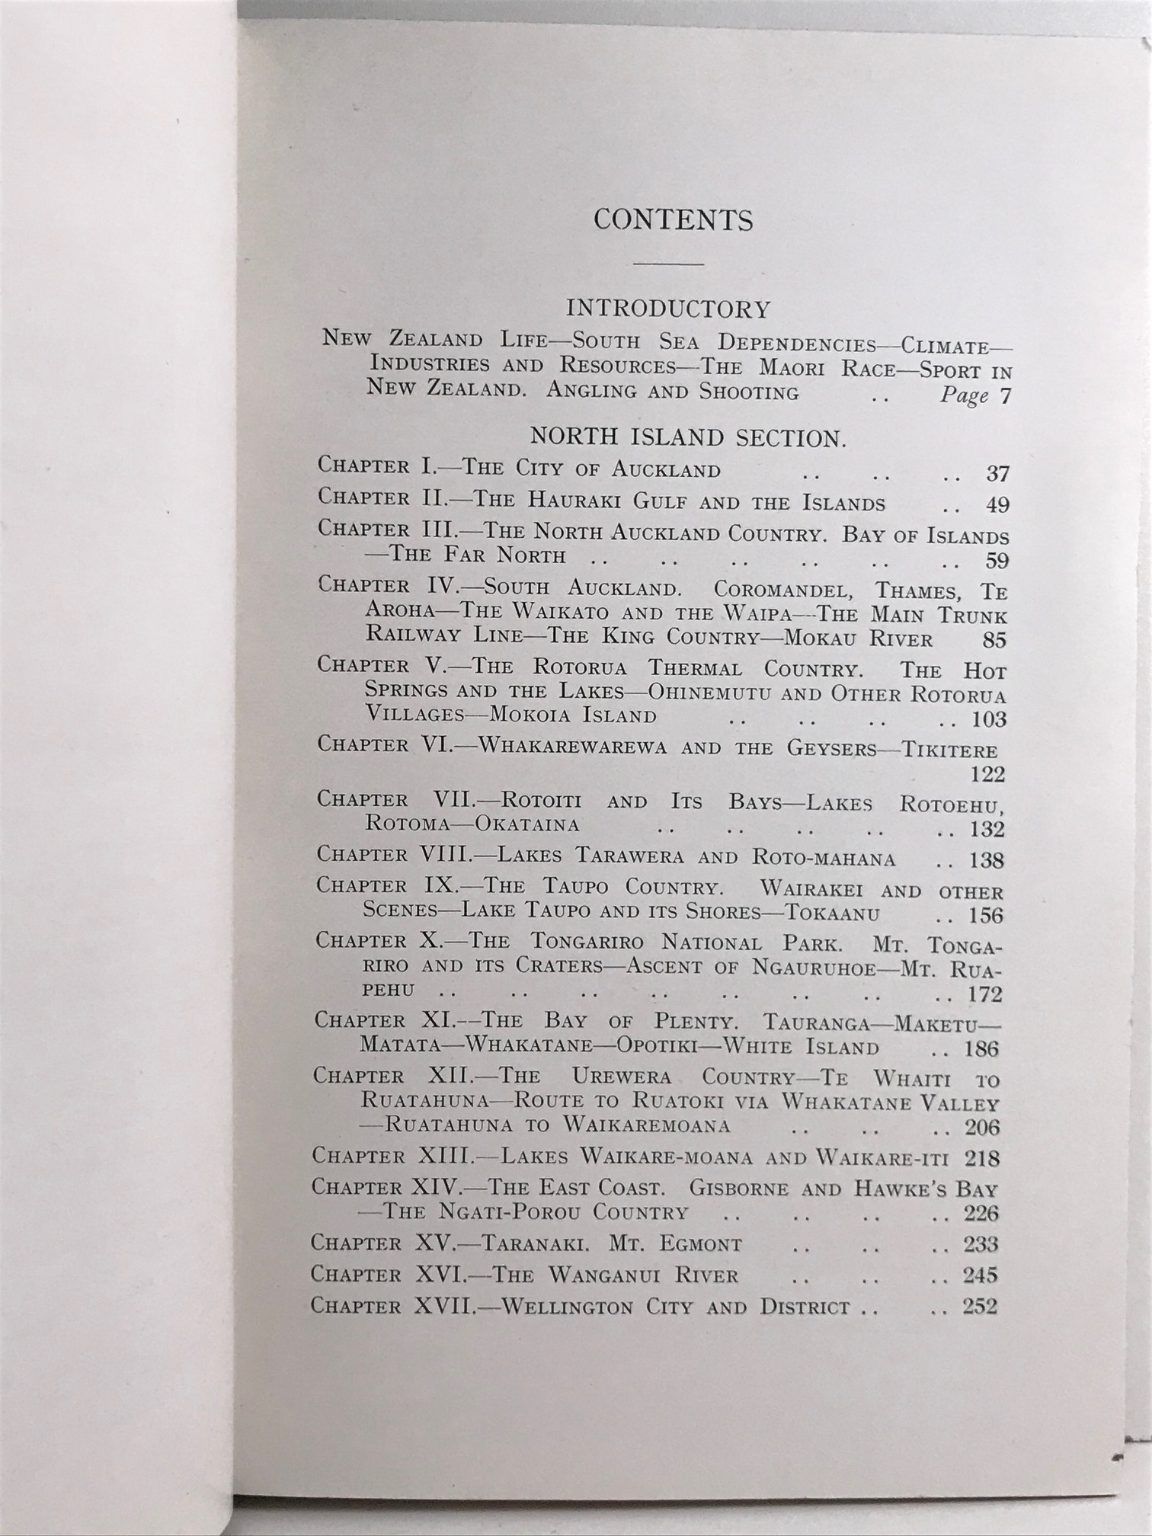 CONTENTS
INTRODUCTORY
New Zealand Life—South Sea Dependencies—Climate—
Industries and Resources—The Maori Race—Sport in
New Zealand. Angling and Shooting .. Page 7
NORTH ISLAND SECTION.
Chapter I.—The City of Auckland .. .. .. 37
Chapter II.—The Hauraki Gulf and the Islands .. 49
Chapter III.—The North Auckland Country. Bay of Islands
—The Far North .. .. .. .. .. .. 59
Chapter IV.—South Auckland. Coromandel, Thames, Te
Aroha—The Waikato and the Waipa—The Main Trunk
Railway Line—The King Country—Mokau River 85
Chapter V.—The Rotorua Thermal Country. The Hot
Springs and the Lakes—Ohinemutu and Other Rotorua
Villages—Mokoia Island .. .. .. .. 103
Chapter VI.—Whakarewarewa and the Geysers—Tikitere
122
Chapter VII.—Rotoiti and Its Bays—Lakes Rotoehu,
Rotoma—Okataina .. .. .. .. .. 132
Chapter VIII.—Lakes Tarawera and Roto-mahana .. 138
Chapter IX.—The Taupo Country. Wairakei and other
Scenes—Lake Taupo and its Shores—Tokaanu .. 156
Chapter X.—The Tongariro National Park. Mt. Tonga-
riro and its Craters—Ascent of Ngauruhoe—Mt. Rua-
pehu .. .. .. .. .. .. .. .. 172
Chapter XI.—The Bay of Plenty. Tauranga—Maketu—
Matata—Whakatane—Opotiki—White Island .. 186
Chapter XII.—The Urewera Country—Te Whaiti to
Ruatahuna—Route to Ruatoki via Whakatane Valley
—Ruatahuna to Waikaremoana .. .. .. 206
Chapter XIII.—Lakes Waikare-moana and Waikare-iti 218
Chapter XIV.—The East Coast. Gisborne and Hawke's Bay
—The Ngati-Porou Country .. .. .. .. 226
Chapter XV.—Taranaki. Mt. Egmont .. .. .. 233
Chapter XVI.—The Wanganui River .. .. .. 245
Chapter XVII.—Wellington City and District .. .. 252